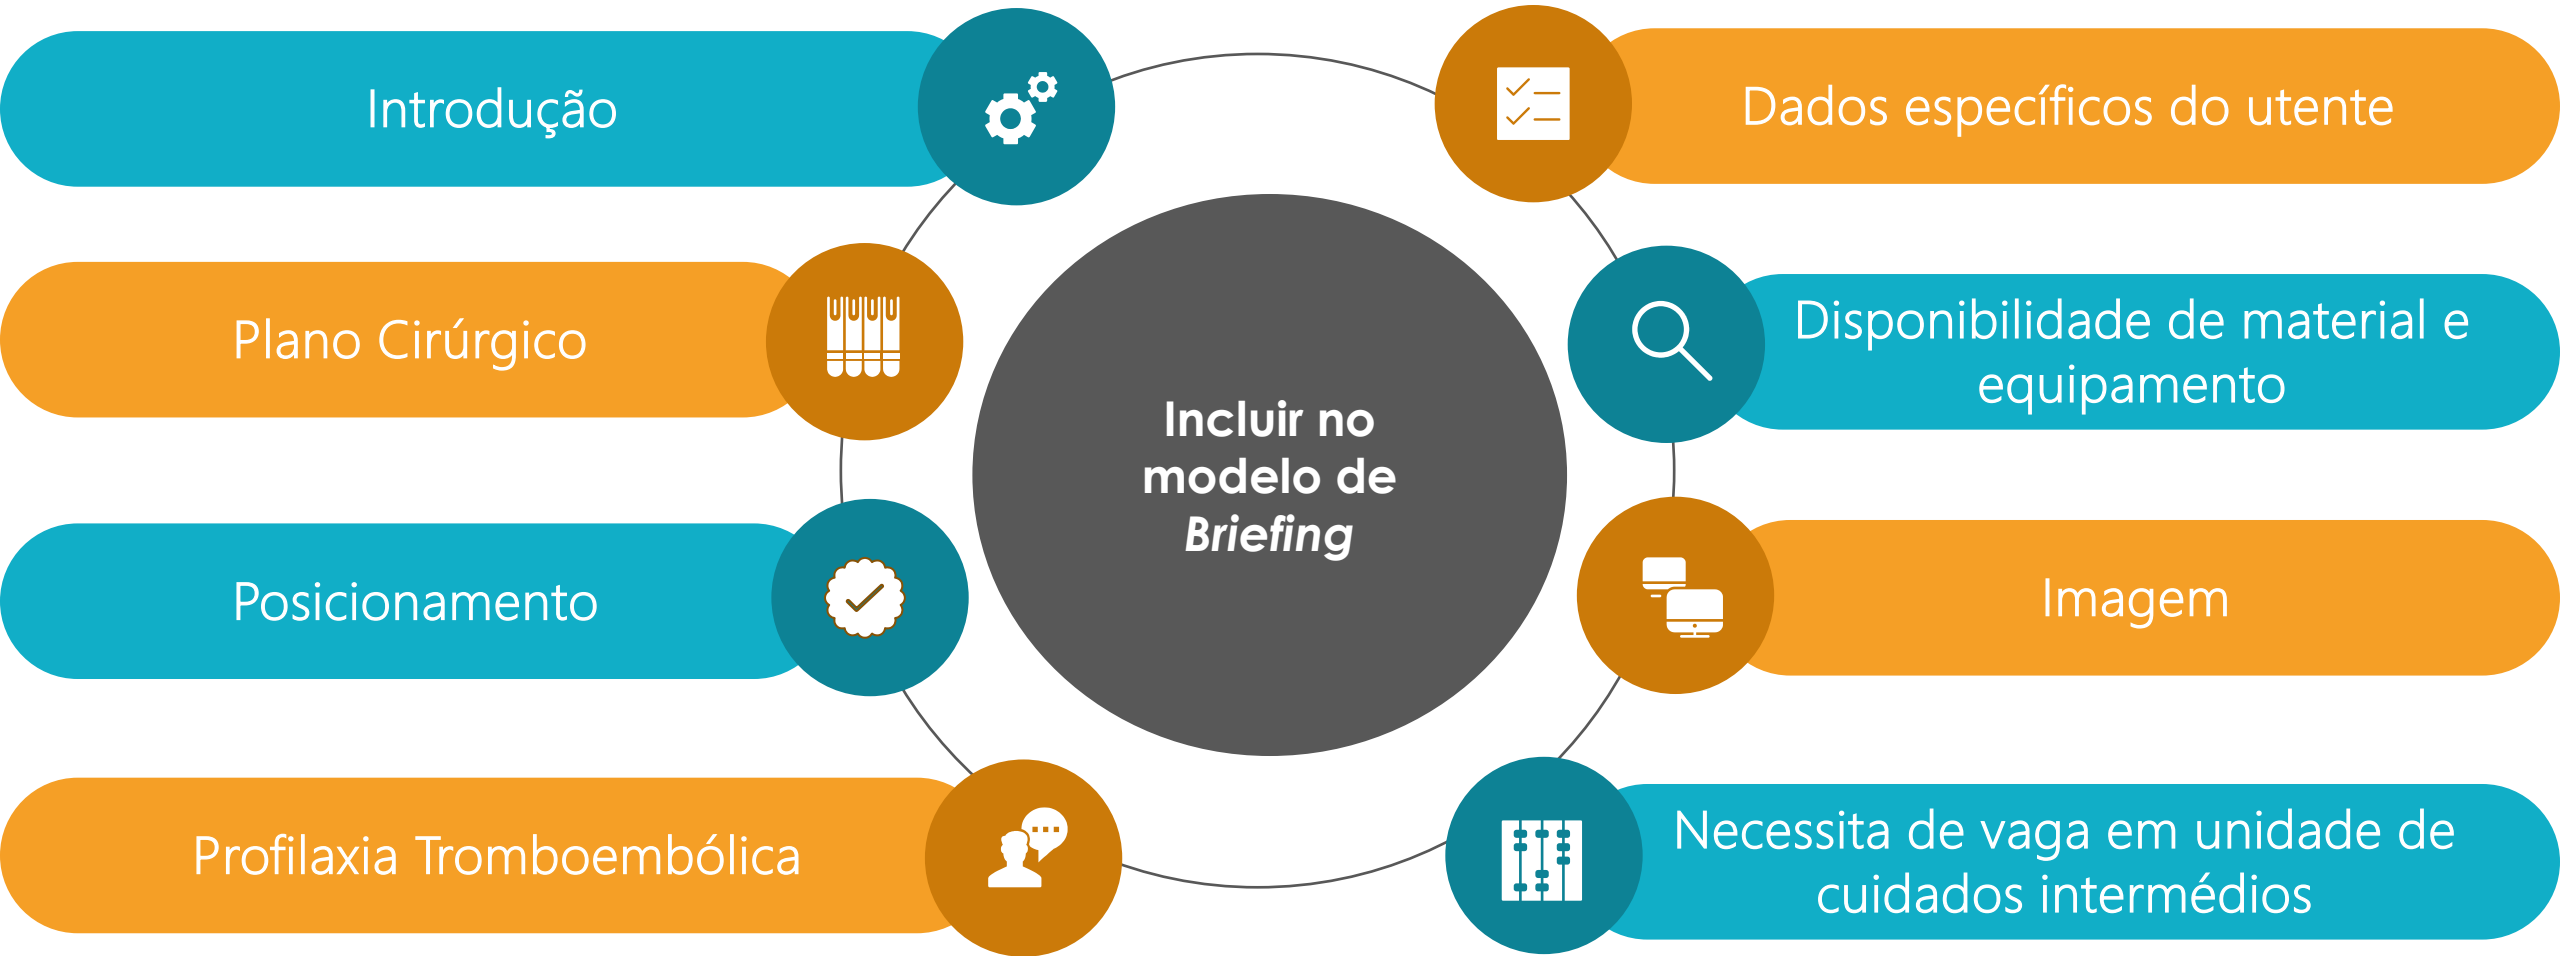 Introdução
Plano Cirúrgico
Posicionamento
Profilaxia Tromboembólica
Incluir no
modelo de
Briefing
Dados específicos do utente
Disponibilidade de material e
equipamento
Imagem
Necessita de vaga em unidade de
cuidados intermédios